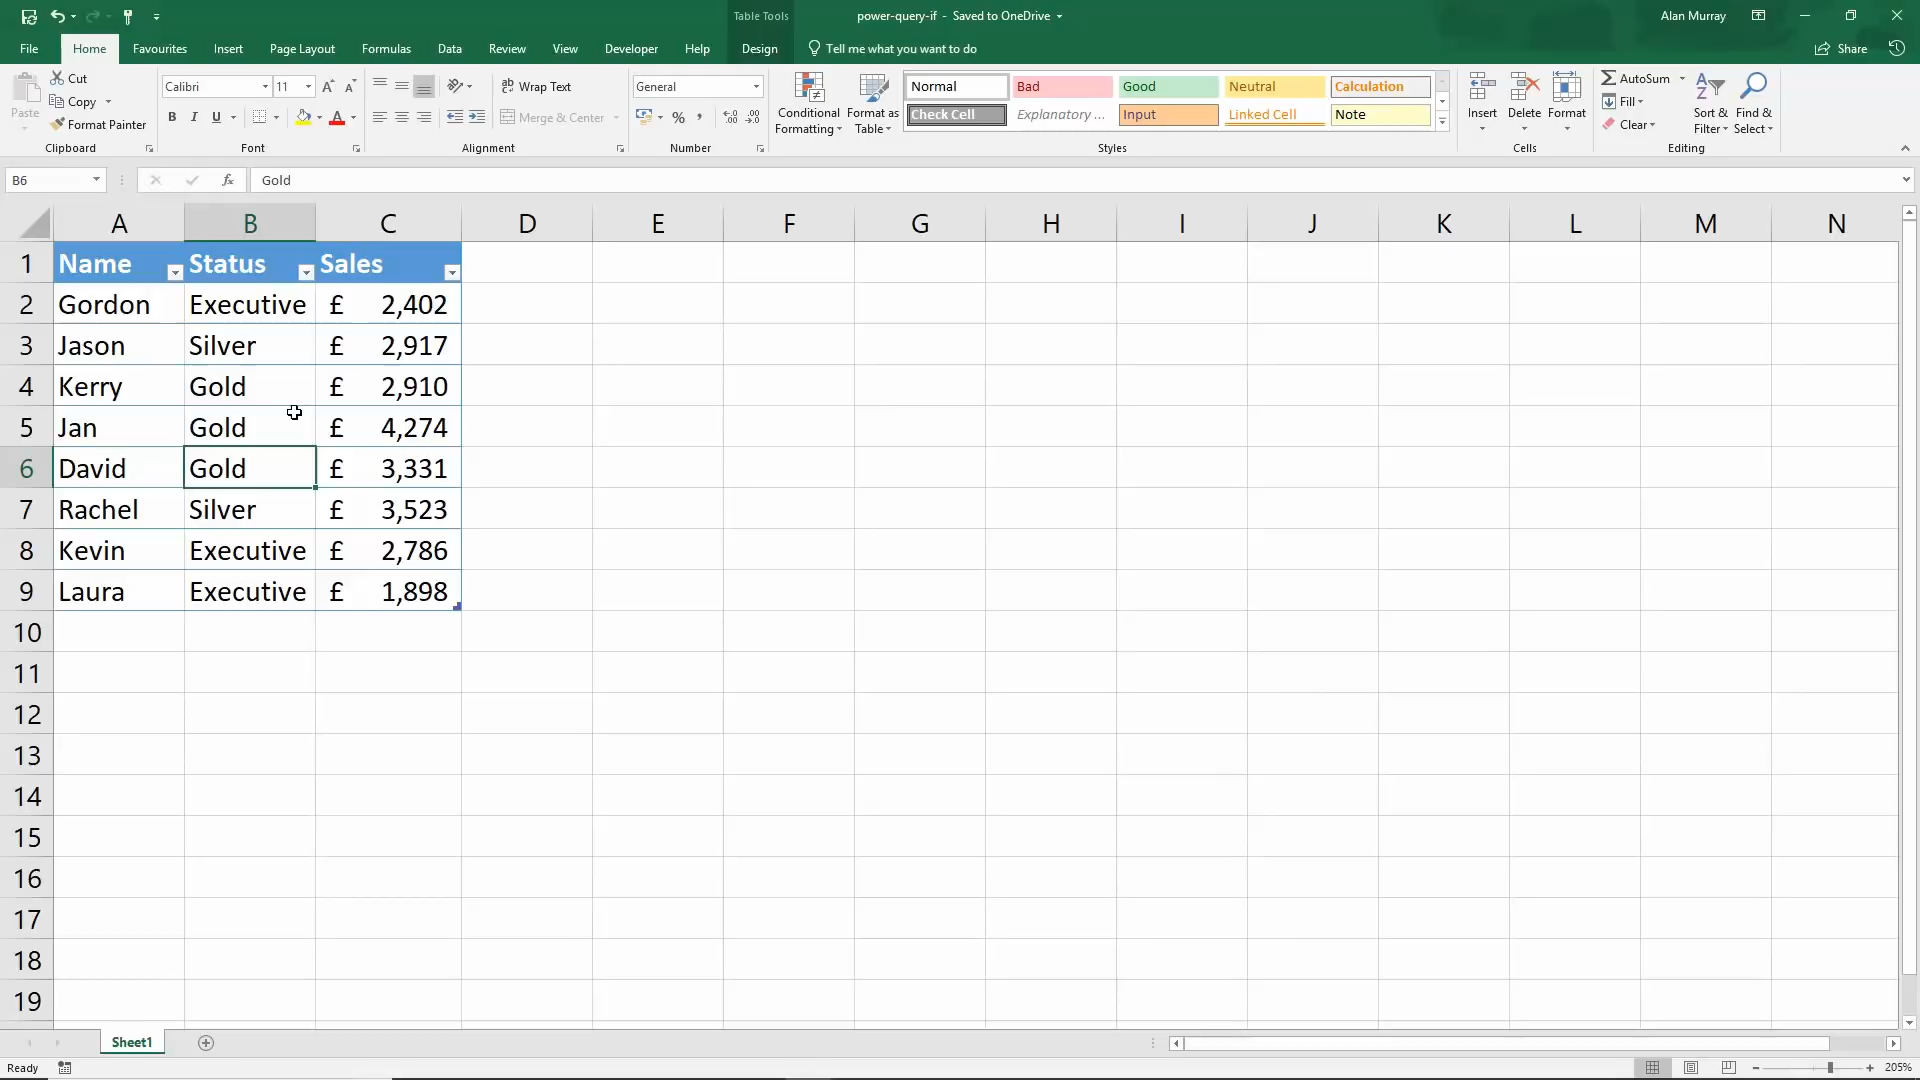 Table Tools
power-query-if - Saved to OneDrive
Alan Murray
File Home Favourites Insert Page Layout Formulas Data Review View Developer Help Design Tell me what you want to do Share
Paste
Cut
Copy
Format Painter
Clipboard
Calibri 11
B I U
Font
Wrap Text
Merge & Center
Alignment
General
%
Number
Conditional Formatting
Format as Table
Normal Bad Good Neutral Calculation
Check Cell Explanatory ... Input Linked Cell Note
Styles
Insert Delete Format
Cells
AutoSum
Fill
Clear
Sort & Filter
Find & Select
Editing
B6 fx Gold
A B C D E F G H I J K L M N
1 Name Status Sales
2 Gordon Executive £ 2,402
3 Jason Silver £ 2,917
4 Kerry Gold £ 2,910
5 Jan Gold £ 4,274
6 David Gold £ 3,331
7 Rachel Silver £ 3,523
8 Kevin Executive £ 2,786
9 Laura Executive £ 1,898
10
11
12
13
14
15
16
17
18
19
Sheet1
Ready
205%